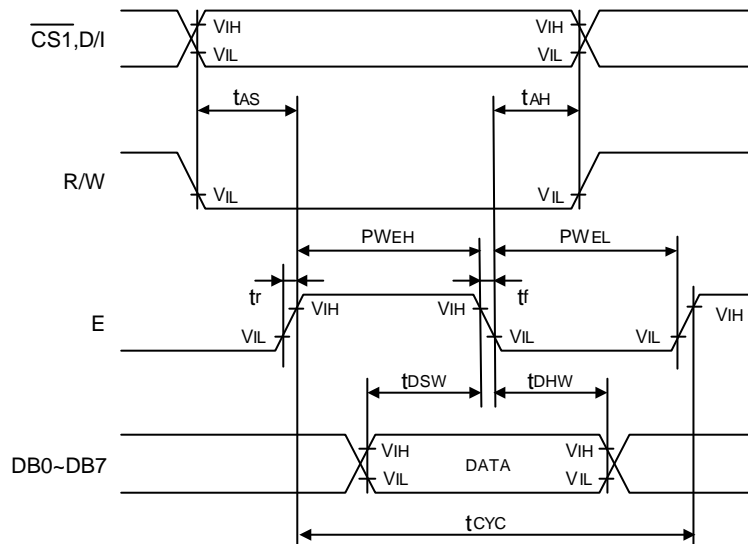 CS1,D/I
VIH
VIH
VIL
VIL
tAS
tAH
R/W
VIL
VIL
PWEH
PWEL
tr
tf
E
VIH
VIH
VIH
VIL
VIL
VIL
tDSW
tDHW
DB0~DB7
VIH
VIH
DATA
VIL
VIL
tCYC